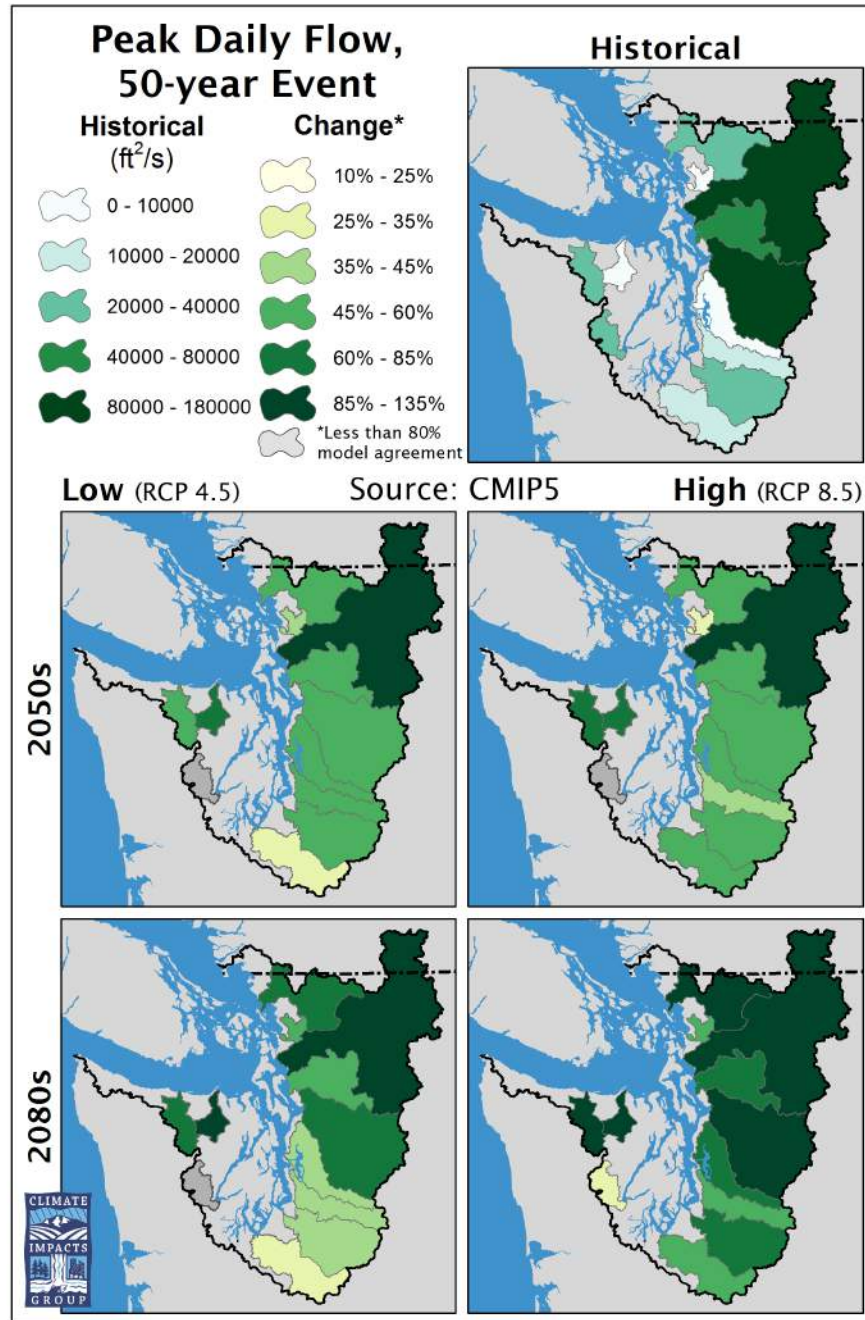 Peak Daily Flow,
50-year Event
Historical
(ft²/s)
0 - 10000
10000 - 20000
20000 - 40000
40000 - 80000
80000 - 180000
Change*
10% - 25%
25% - 35%
35% - 45%
45% - 60%
60% - 85%
85% - 135%
*Less than 80%
model agreement
Historical
Low (RCP 4.5)
Source: CMIP5
High (RCP 8.5)
2050s
2080s
CLIMATE
IMPACTS
GROUP